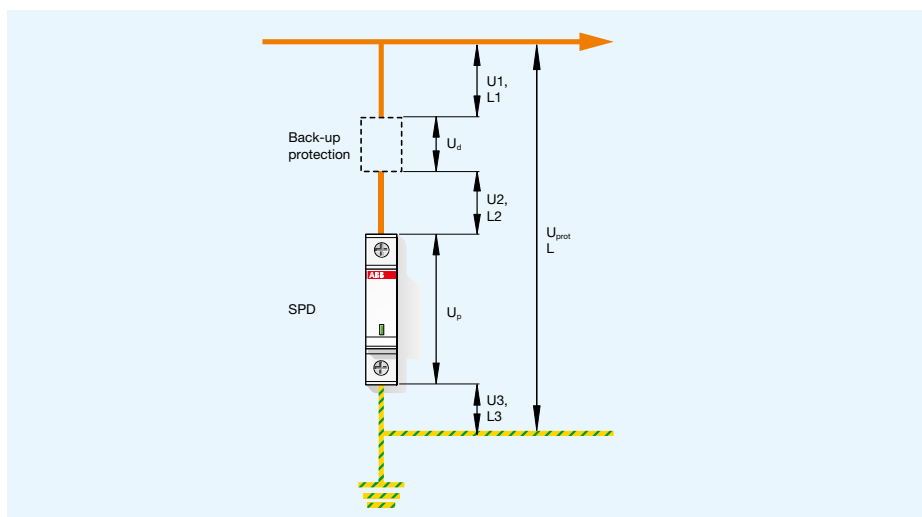 U1,
L1
Back-up
protection
Ud
U2,
L2
Uprot
L
ABB
SPD
Up
U3,
L3